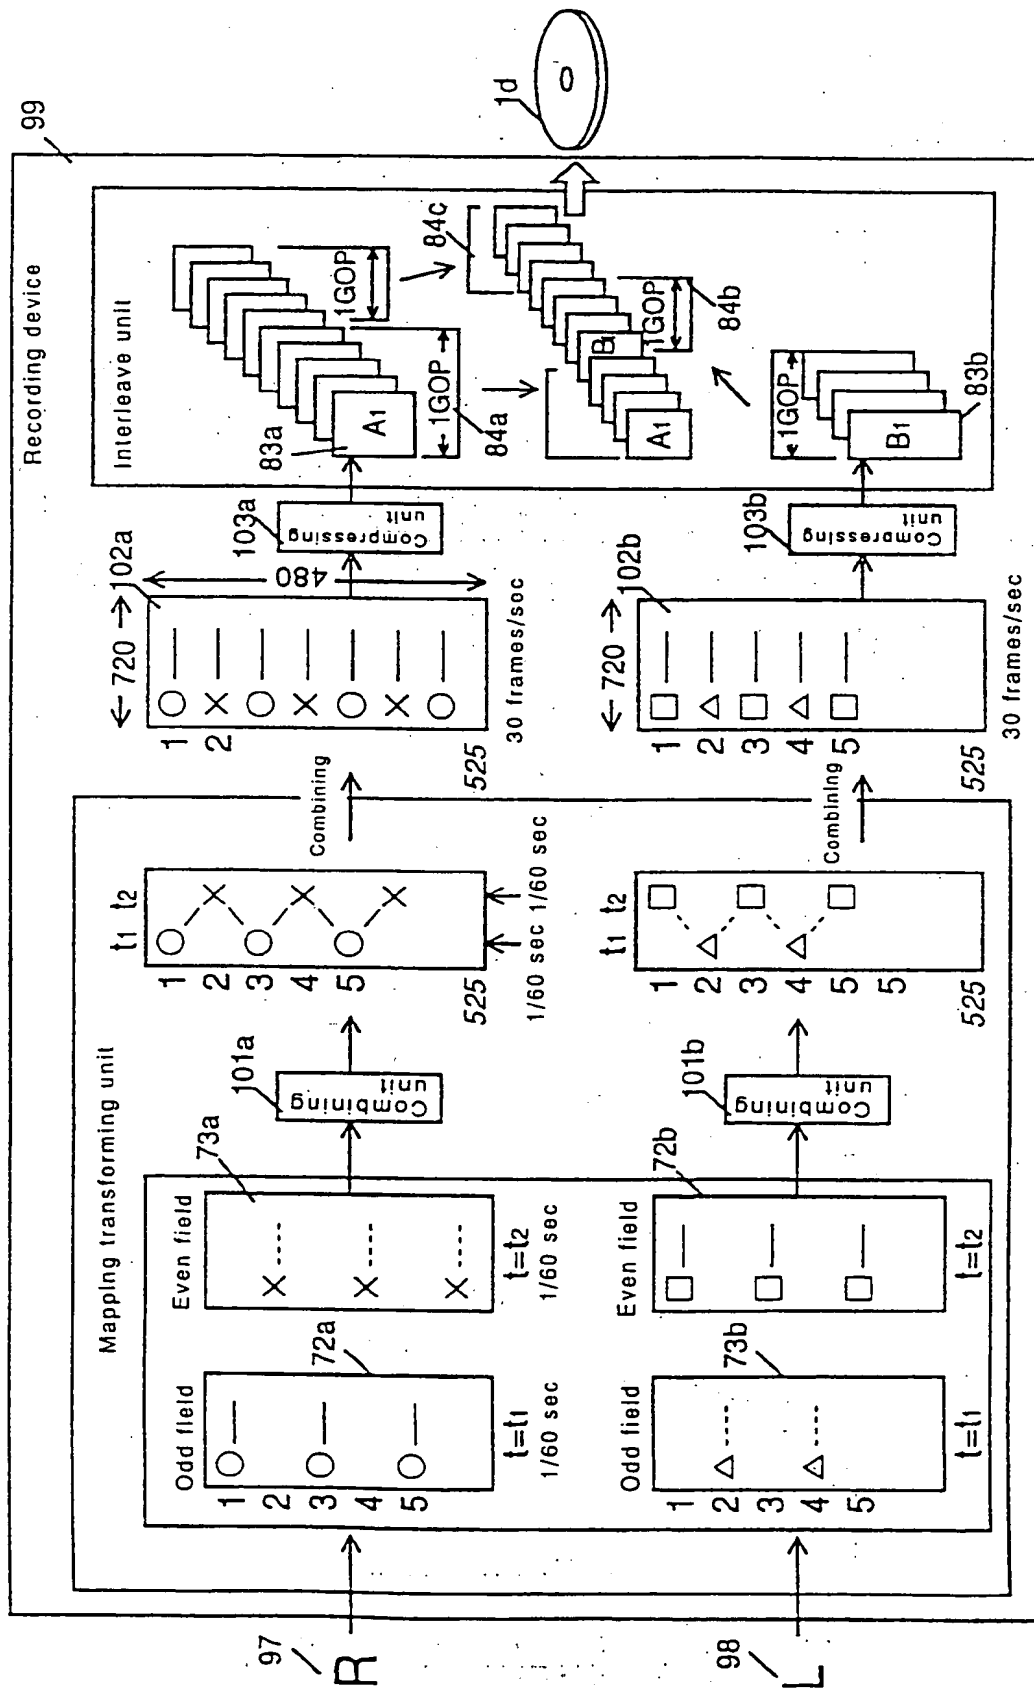 Recording device
99
Mapping transforming unit
Interleave unit
97
R
Odd field
72a
1
2
3
4
5
t=t1
1/60 sec
Even field
73a
t=t2
1/60 sec
101a
Combining unit
t1 t2
1
2
3
4
5
525
1/60 sec 1/60 sec
Combining
720
102a
1
2
480
525
30 frames/sec
103a
Compressing unit
83a
A1
1GOP
84a
1GOP
84c
A1
B1
1GOP
84b
1d
98
L
Odd field
73b
1
2
3
4
5
t=t1
Even field
72b
t=t2
101b
Combining unit
t1 t2
1
2
3
4
5
5
525
Combining
720
102b
1
2
3
4
5
525
30 frames/sec
103b
Compressing unit
1GOP
B1
83b